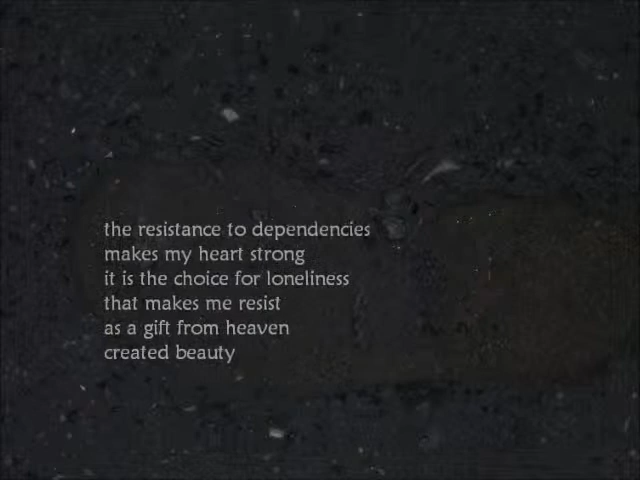 the resistance to dependencies
makes my heart strong
it is the choice for loneliness
that makes me resist
as a gift from heaven
created beauty